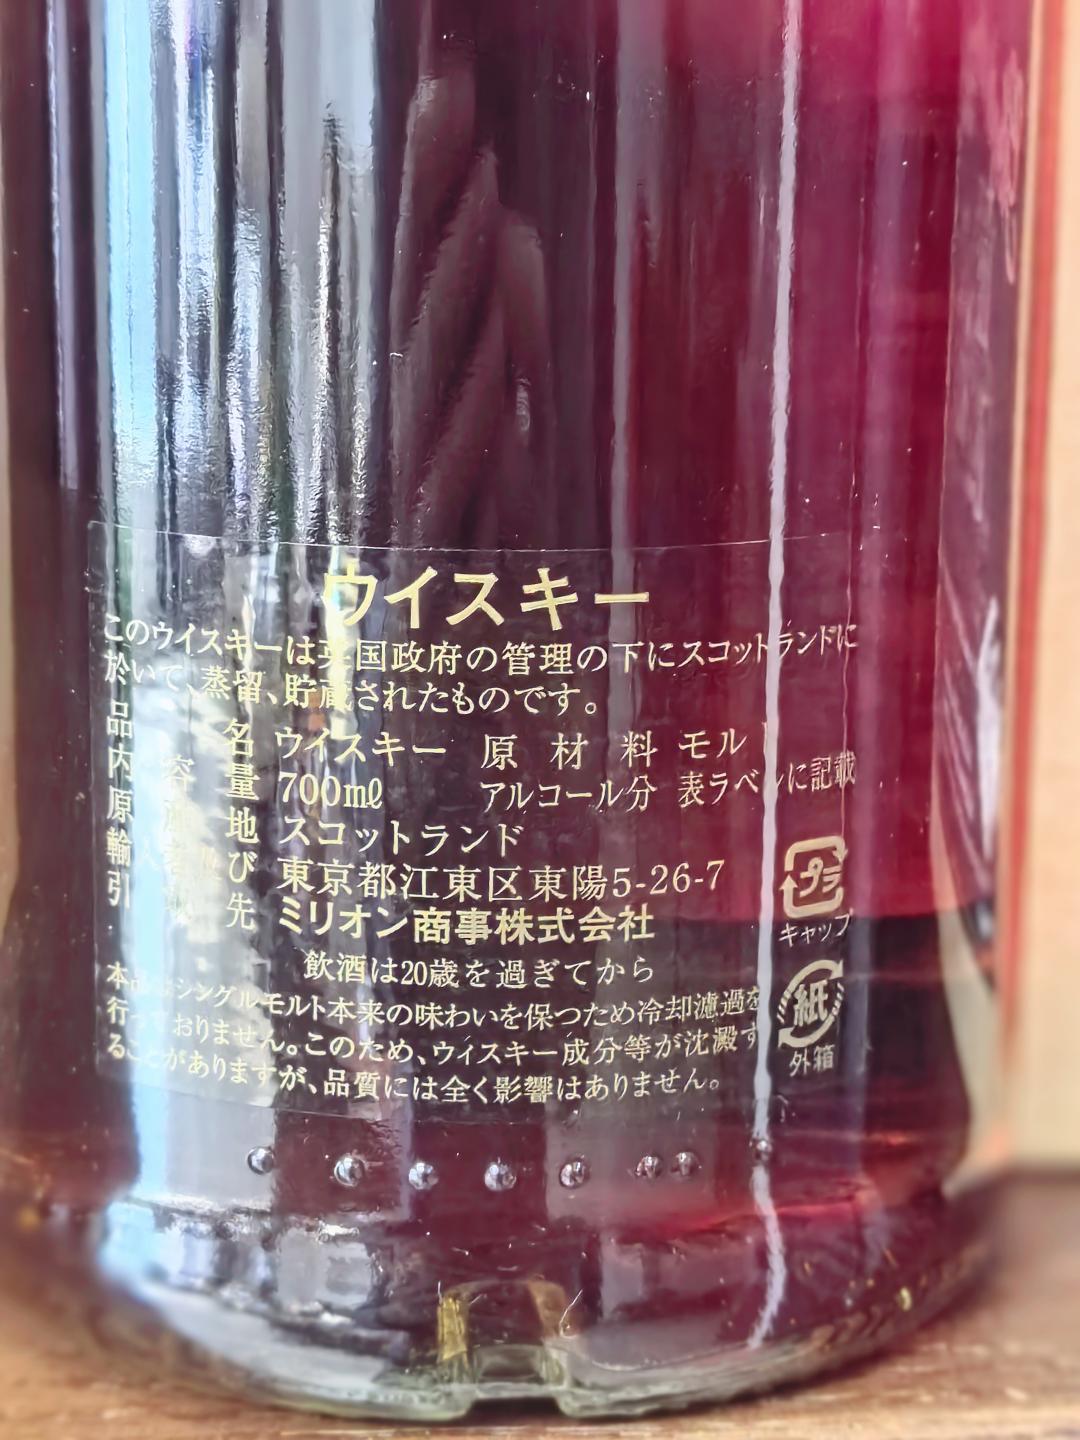 ウイスキー
このウイスキーは英国政府の管理の下にスコットランドに
於いて、蒸留、貯蔵されたものです。
品名 ウイスキー 原材料 モルト
内容量 700mℓ アルコール分 表ラベルに記載
原産地 スコットランド
輸入者及び 東京都江東区東陽5-26-7
引取先 ミリオン商事株式会社
飲酒は20歳を過ぎてから
本品はシングルモルト本来の味わいを保つため冷却濾過を
行っておりません。このため、ウイスキー成分等が沈澱す
ることがありますが、品質には全く影響はありません。
プラ
キャップ
紙
外箱